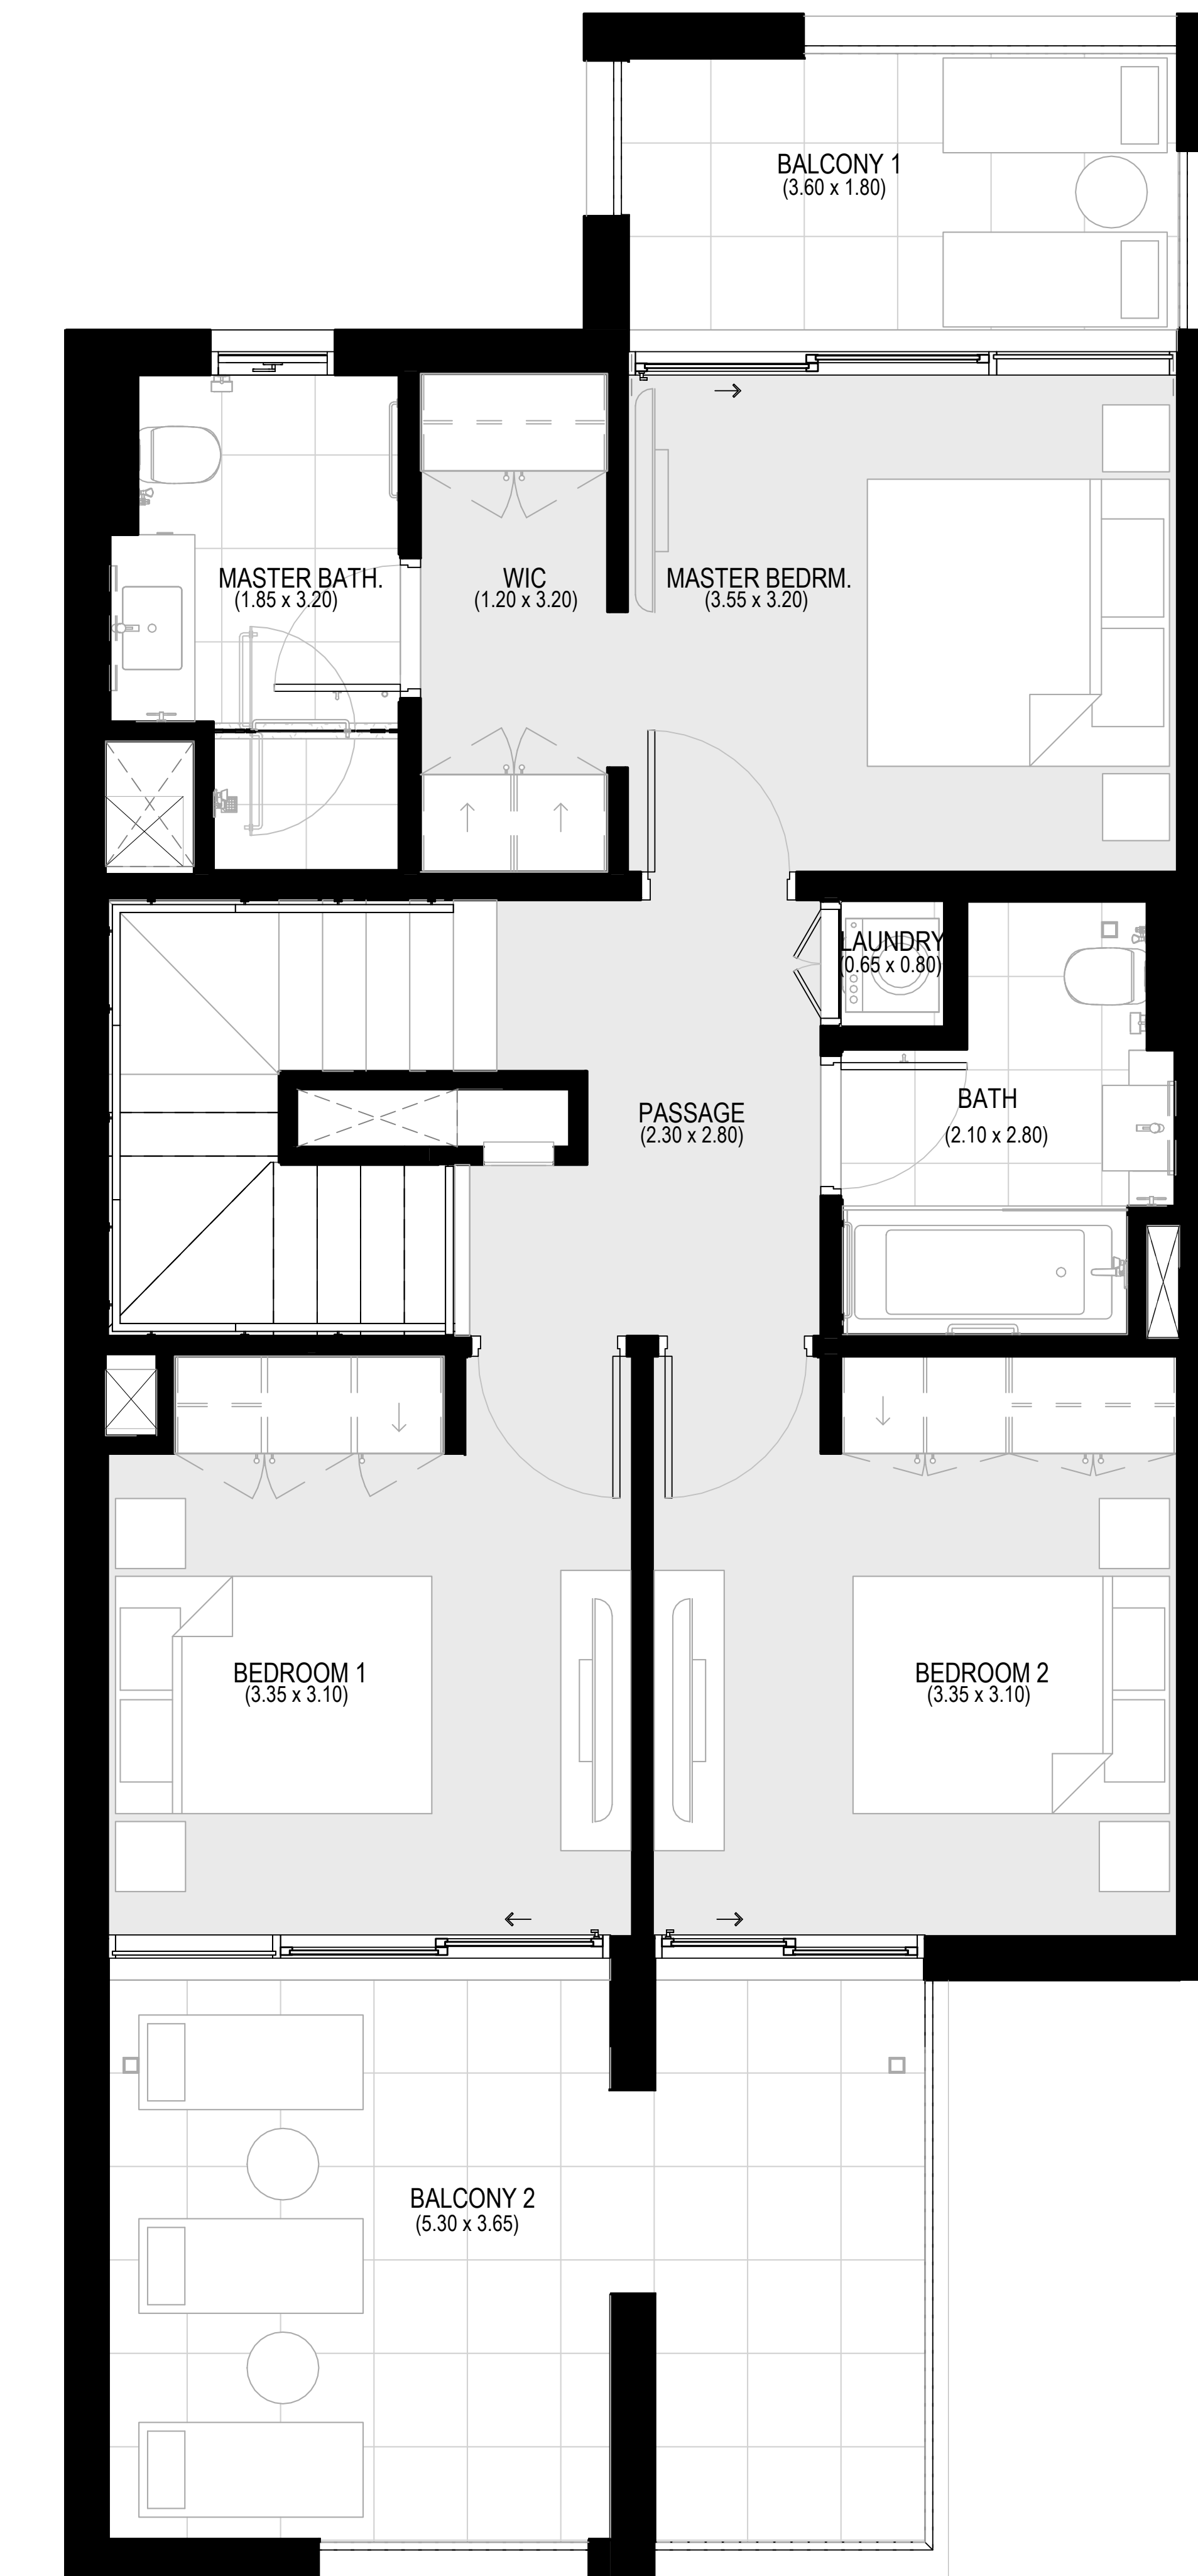 BALCONY 1
(3.60 x 1.80)
MASTER BATH.
(1.85 x 3.20)
WIC
(1.20 x 3.20)
MASTER BEDRM.
(3.55 x 3.20)
LAUNDRY
(0.65 x 0.80)
PASSAGE
(2.30 x 2.80)
BATH
(2.10 x 2.80)
BEDROOM 1
(3.35 x 3.10)
BEDROOM 2
(3.35 x 3.10)
BALCONY 2
(5.30 x 3.65)